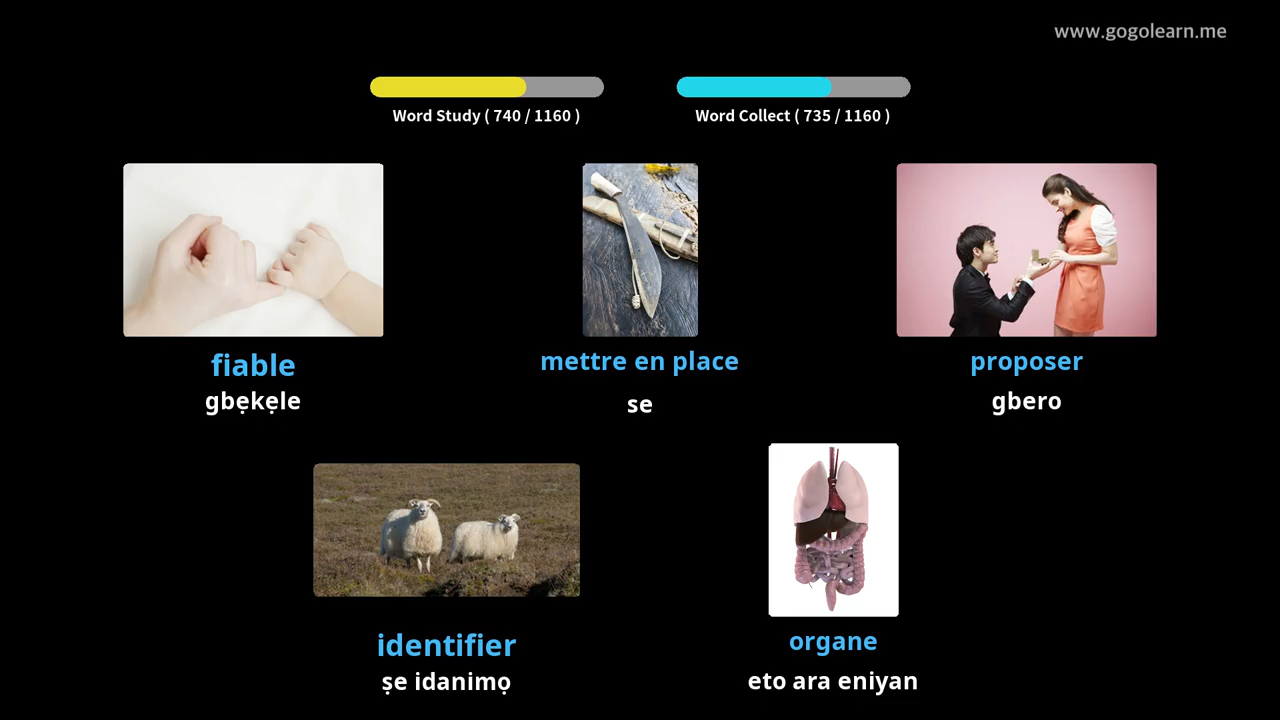 www.gogolearn.me
Word Study ( 740 / 1160 )
Word Collect ( 735 / 1160 )
fiable
gbẹkẹle
mettre en place
se
proposer
gbero
identifier
ṣe idanimọ
organe
eto ara eniyan